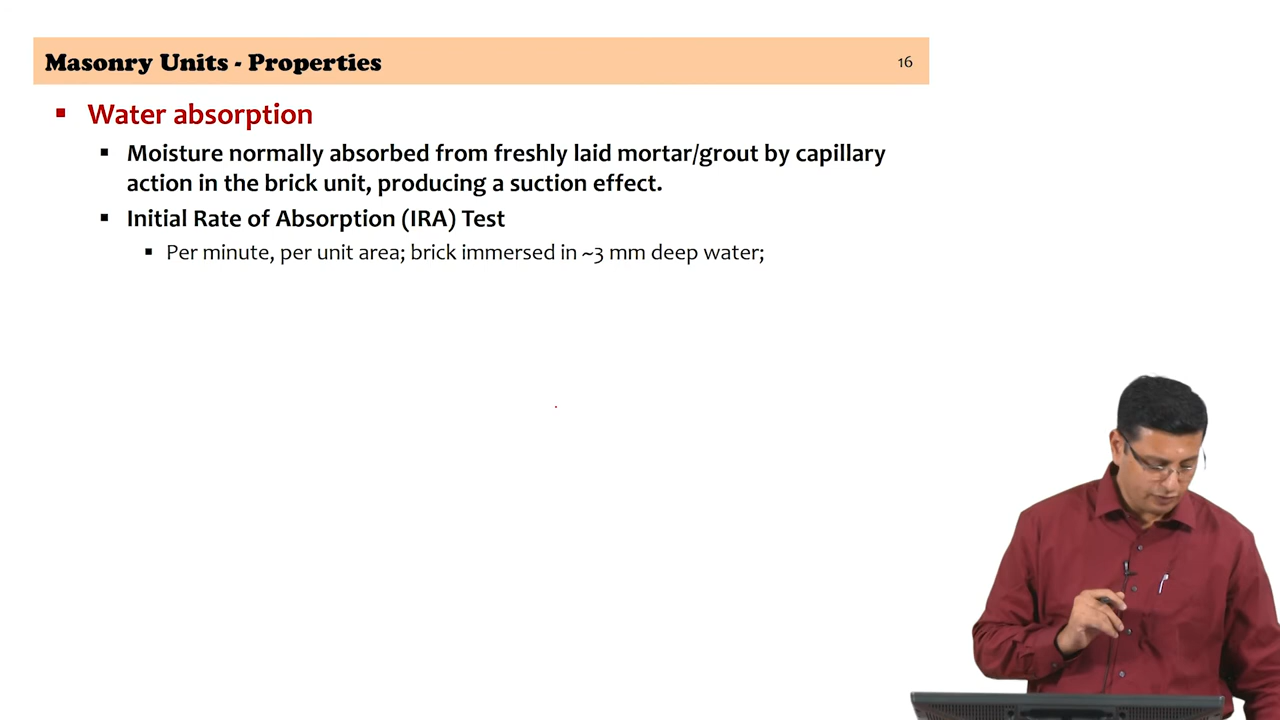 Masonry Units - Properties
16
Water absorption
Moisture normally absorbed from freshly laid mortar/grout by capillary
action in the brick unit, producing a suction effect.
Initial Rate of Absorption (IRA) Test
Per minute, per unit area; brick immersed in ~3 mm deep water;